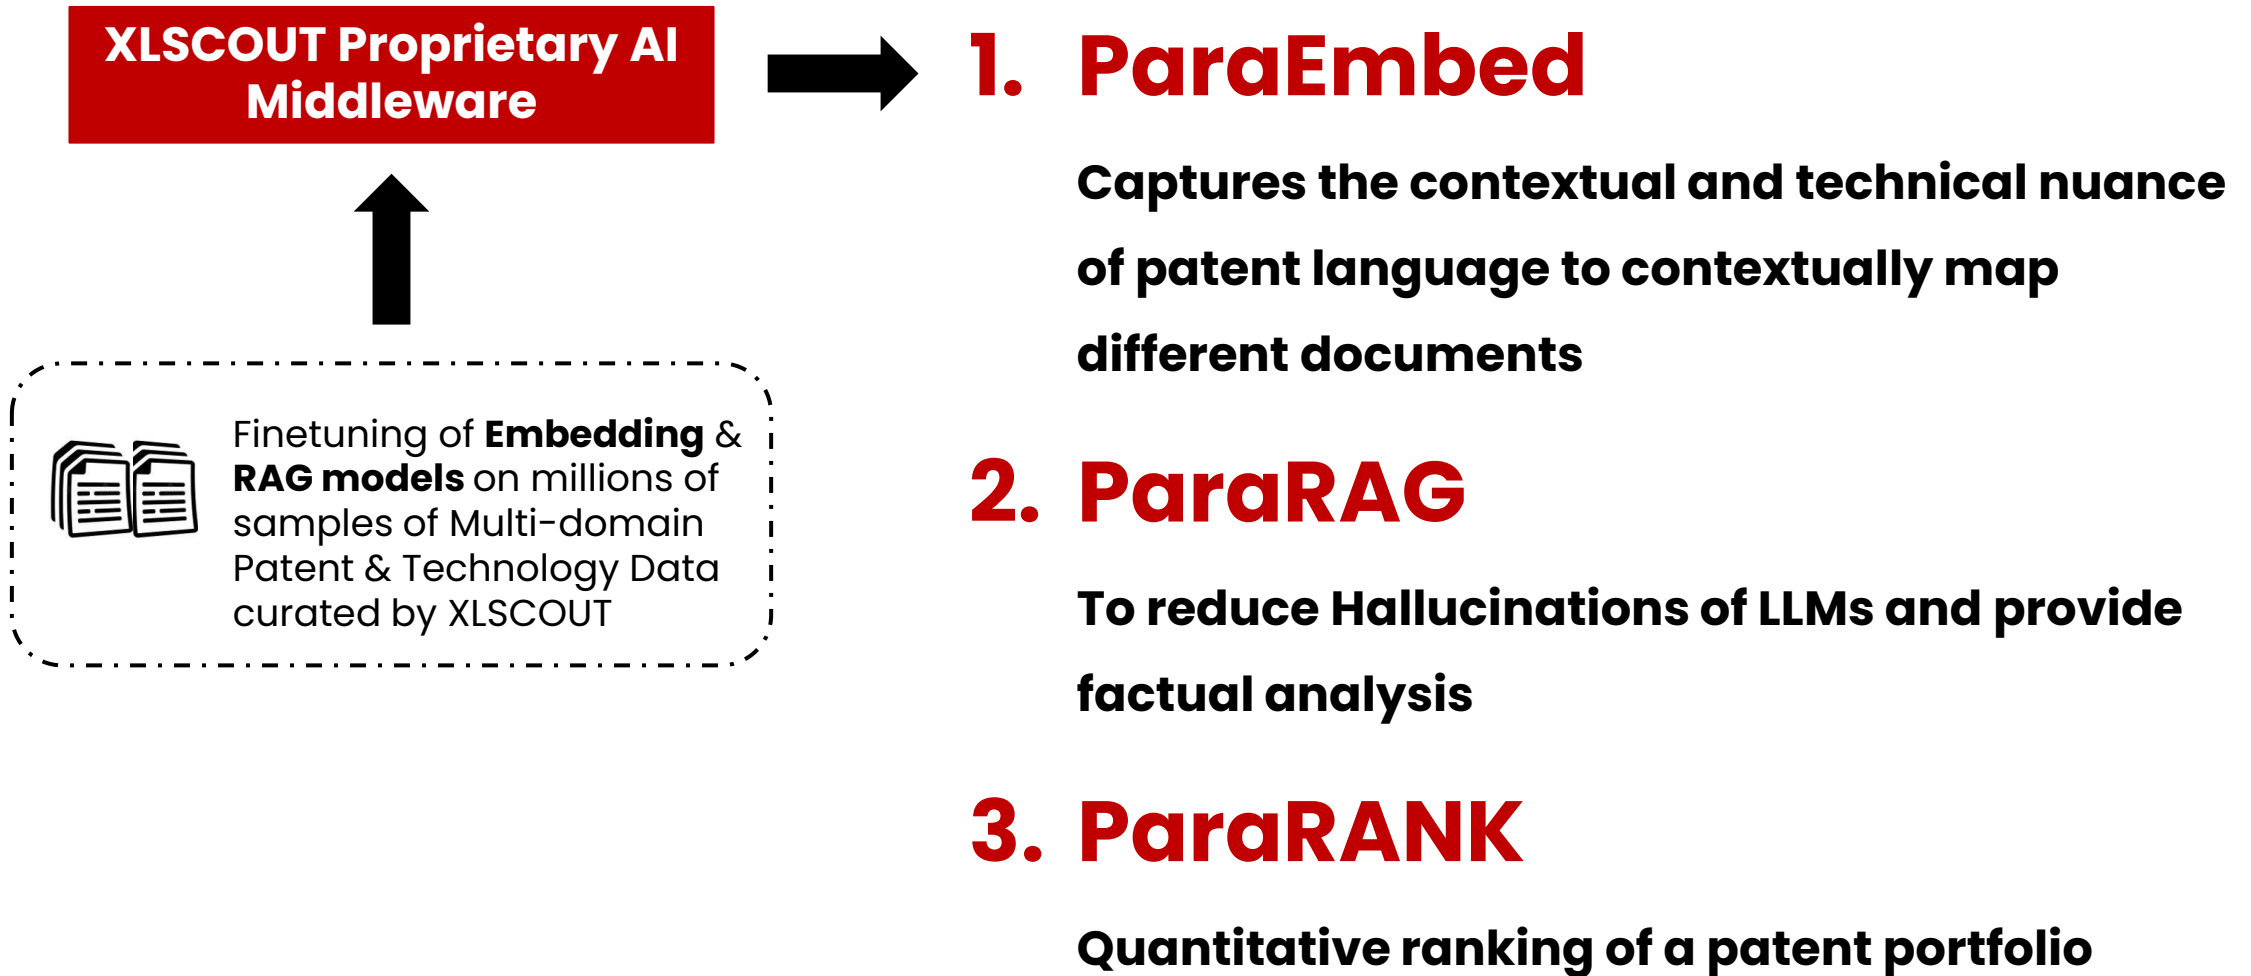 XLSCOUT Proprietary AI
Middleware
Finetuning of Embedding &
RAG models on millions of
samples of Multi-domain
Patent & Technology Data
curated by XLSCOUT
1. ParaEmbed
Captures the contextual and technical nuance
of patent language to contextually map
different documents
2. ParaRAG
To reduce Hallucinations of LLMs and provide
factual analysis
3. ParaRANK
Quantitative ranking of a patent portfolio